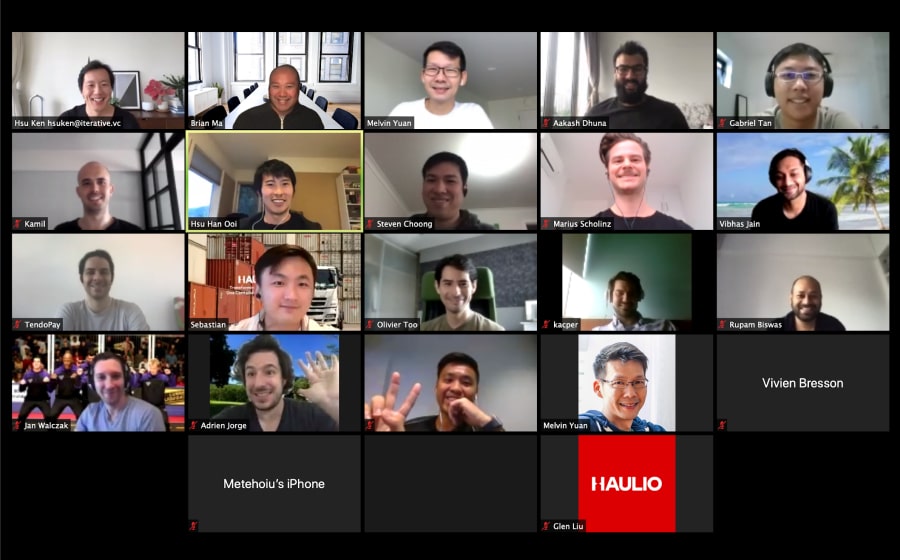 Hsu Ken hsuken@iterative.vc
Brian Ma
Melvin Yuan
Aakash Dhuna
Gabriel Tan
Kamil
Hsu Han Ooi
Steven Choong
Marius Scholinz
Vibhas Jain
TendoPay
HAU
Sebastian
Olivier Too
kacper
Rupam Biswas
Jan Walczak
Adrien Jorge
Melvin Yuan
Vivien Bresson
Metehoiu's iPhone
HAULIO
Glen Liu